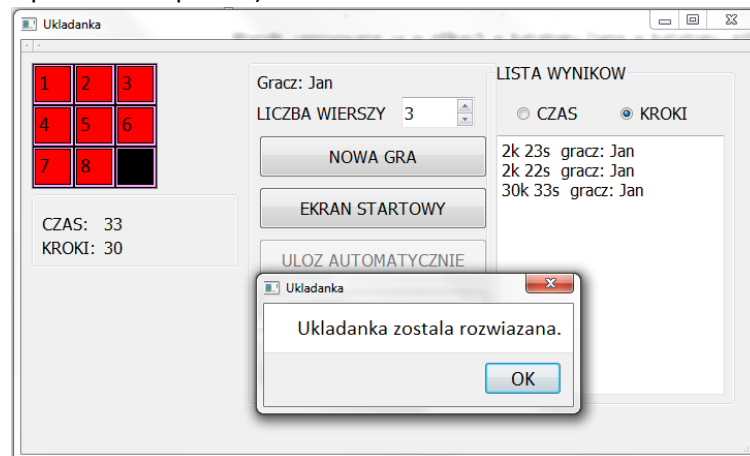 Ukladanka
1 2 3
4 5 6
7 8
CZAS: 33
KROKI: 30
Gracz: Jan
LICZBA WIERSZY 3
NOWA GRA
EKRAN STARTOWY
ULOZ AUTOMATYCZNIE
LISTA WYNIKOW
CZAS KROKI
2k 23s gracz: Jan
2k 22s gracz: Jan
30k 33s gracz: Jan
Ukladanka
Ukladanka zostala rozwiazana.
OK